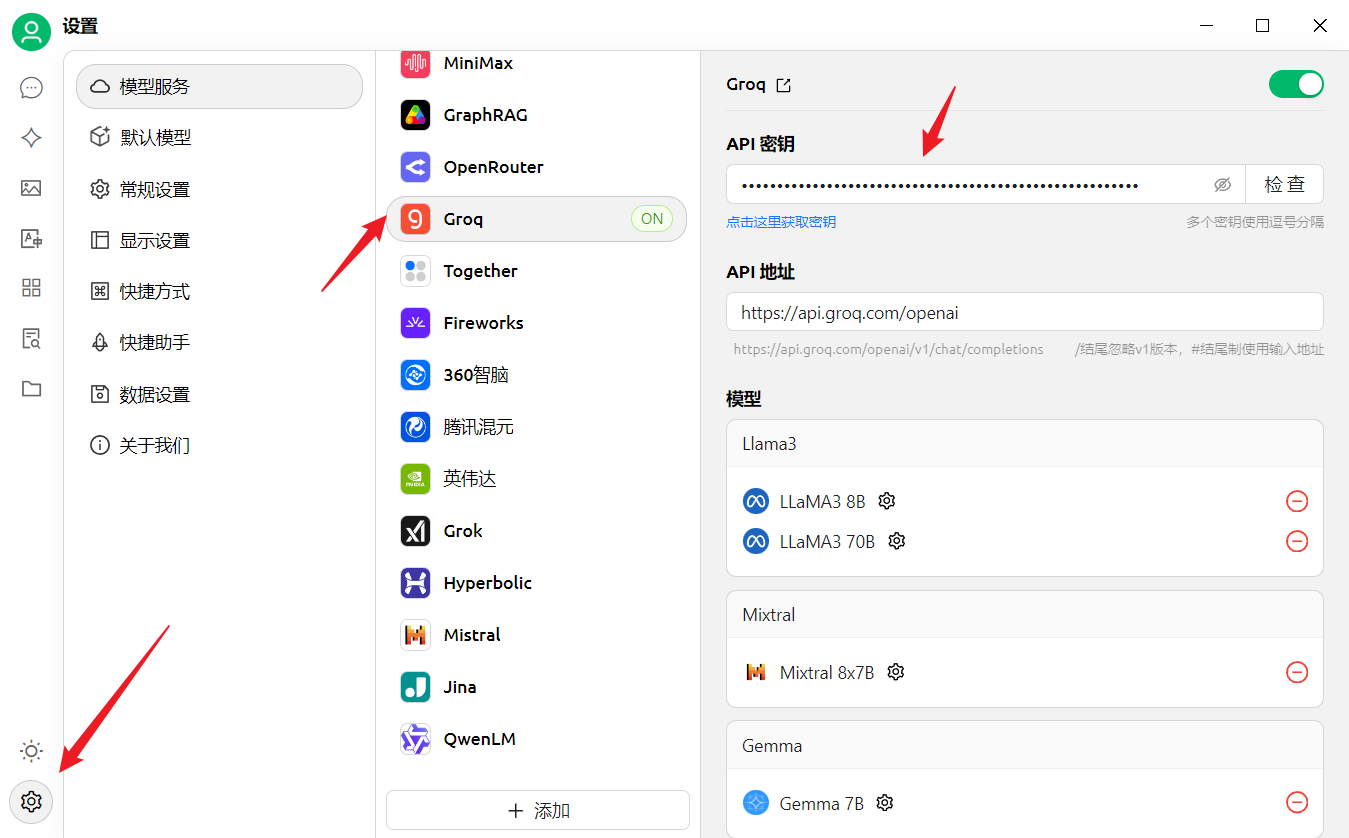 设置
模型服务
默认模型
常规设置
显示设置
快捷方式
快捷助手
数据设置
关于我们
MiniMax
GraphRAG
OpenRouter
Groq ON
Together
Fireworks
360智脑
腾讯混元
英伟达
Grok
Hyperbolic
Mistral
Jina
QwenLM
添加
Groq
API 密钥
检 查
点击这里获取密钥 多个密钥使用逗号分隔
API 地址
https://api.groq.com/openai
https://api.groq.com/openai/v1/chat/completions /结尾忽略v1版本，#结尾制使用输入地址
模型
Llama3
LLaMA3 8B
LLaMA3 70B
Mixtral
Mixtral 8x7B
Gemma
Gemma 7B